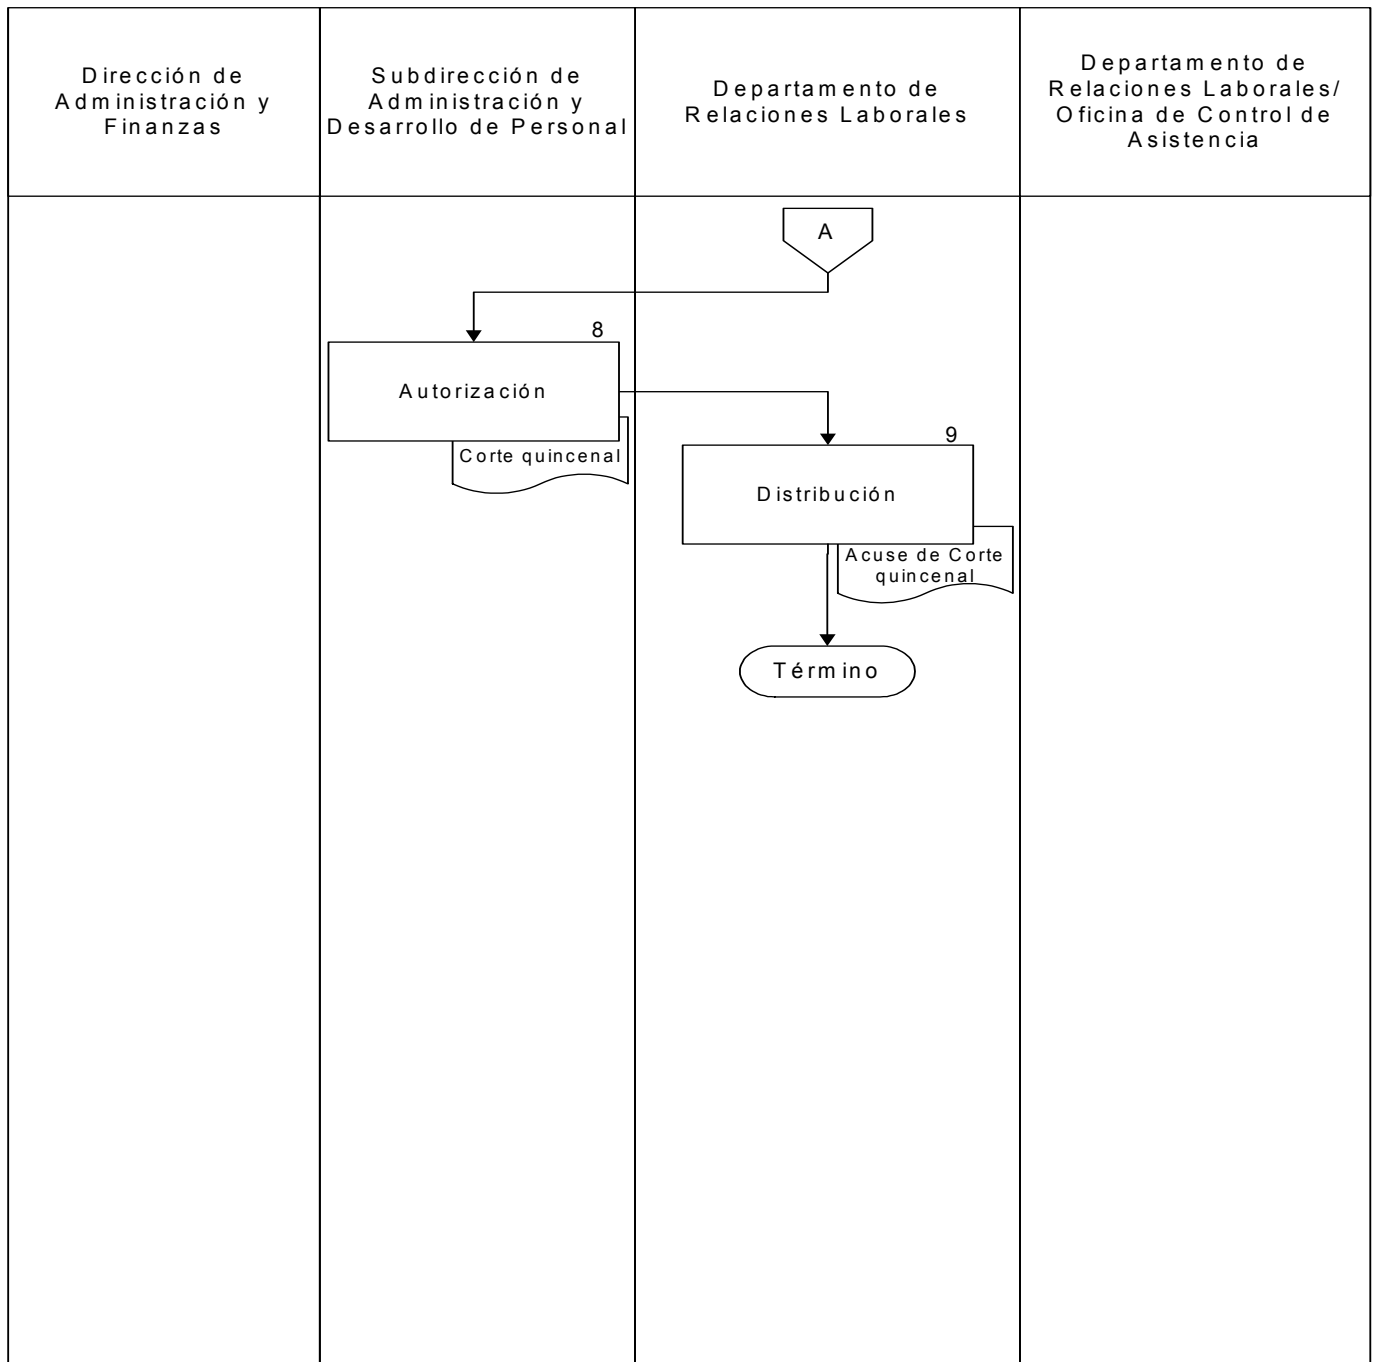 Dirección de
Administración y
Finanzas
Subdirección de
Administración y
Desarrollo de Personal
Departamento de
Relaciones Laborales
Departamento de
Relaciones Laborales/
Oficina de Control de
Asistencia
A
8
Autorización
Corte quincenal
9
Distribución
Acuse de Corte
quincenal
Término